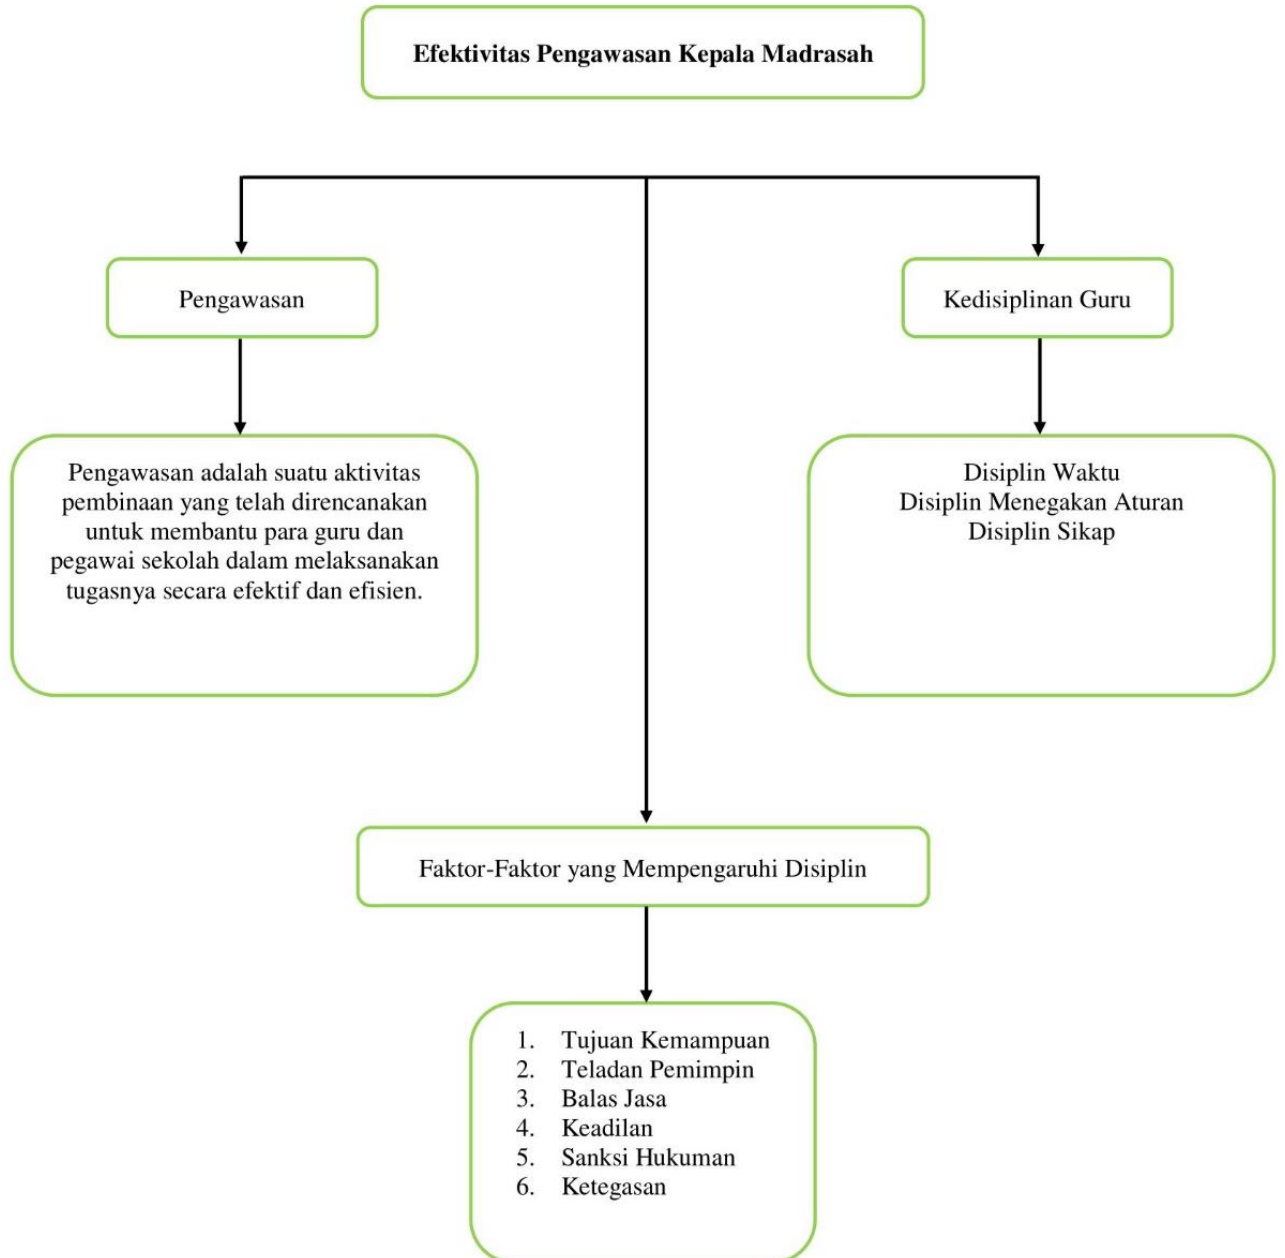 Efektivitas Pengawasan Kepala Madrasah
Pengawasan
Kedisiplinan Guru
Pengawasan adalah suatu aktivitas
pembinaan yang telah direncanakan
untuk membantu para guru dan
pegawai sekolah dalam melaksanakan
tugasnya secara efektif dan efisien.
Disiplin Waktu
Disiplin Menegakan Aturan
Disiplin Sikap
Faktor-Faktor yang Mempengaruhi Disiplin
1. Tujuan Kemampuan
2. Teladan Pemimpin
3. Balas Jasa
4. Keadilan
5. Sanksi Hukuman
6. Ketegasan